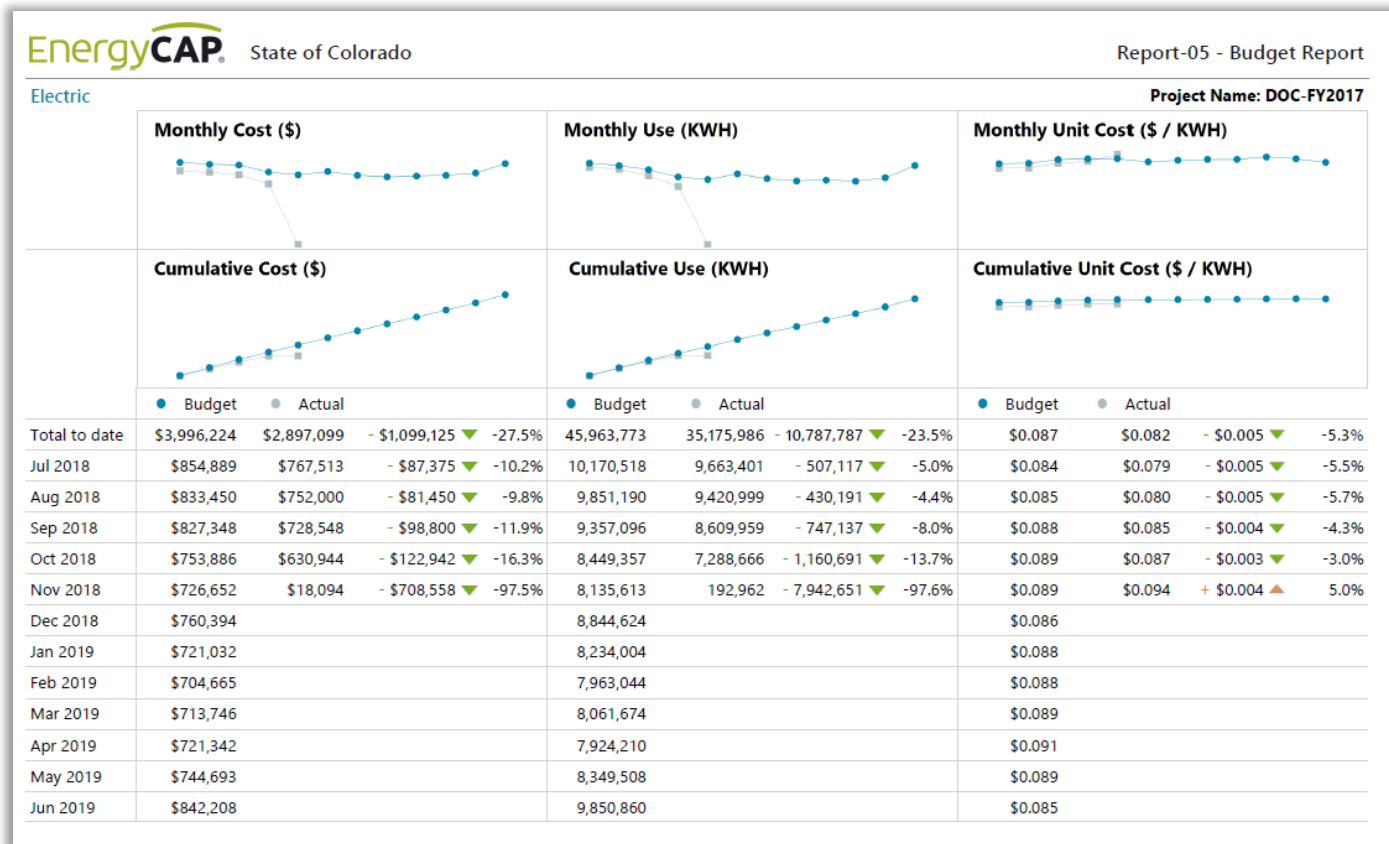 EnergyCAP® State of Colorado Report-05 - Budget Report
Electric Project Name: DOC-FY2017
Monthly Cost ($) Monthly Use (KWH) Monthly Unit Cost ($ / KWH)
Cumulative Cost ($) Cumulative Use (KWH) Cumulative Unit Cost ($ / KWH)
Budget Actual Budget Actual Budget Actual
Total to date $3,996,224 $2,897,099 - $1,099,125 -27.5% 45,963,773 35,175,986 - 10,787,787 -23.5% $0.087 $0.082 - $0.005 -5.3%
Jul 2018 $854,889 $767,513 - $87,375 -10.2% 10,170,518 9,663,401 - 507,117 -5.0% $0.084 $0.079 - $0.005 -5.5%
Aug 2018 $833,450 $752,000 - $81,450 -9.8% 9,851,190 9,420,999 - 430,191 -4.4% $0.085 $0.080 - $0.005 -5.7%
Sep 2018 $827,348 $728,548 - $98,800 -11.9% 9,357,096 8,609,959 - 747,137 -8.0% $0.088 $0.085 - $0.004 -4.3%
Oct 2018 $753,886 $630,944 - $122,942 -16.3% 8,449,357 7,288,666 - 1,160,691 -13.7% $0.089 $0.087 - $0.003 -3.0%
Nov 2018 $726,652 $18,094 - $708,558 -97.5% 8,135,613 192,962 - 7,942,651 -97.6% $0.089 $0.094 + $0.004 5.0%
Dec 2018 $760,394 8,844,624 $0.086
Jan 2019 $721,032 8,234,004 $0.088
Feb 2019 $704,665 7,963,044 $0.088
Mar 2019 $713,746 8,061,674 $0.089
Apr 2019 $721,342 7,924,210 $0.091
May 2019 $744,693 8,349,508 $0.089
Jun 2019 $842,208 9,850,860 $0.085